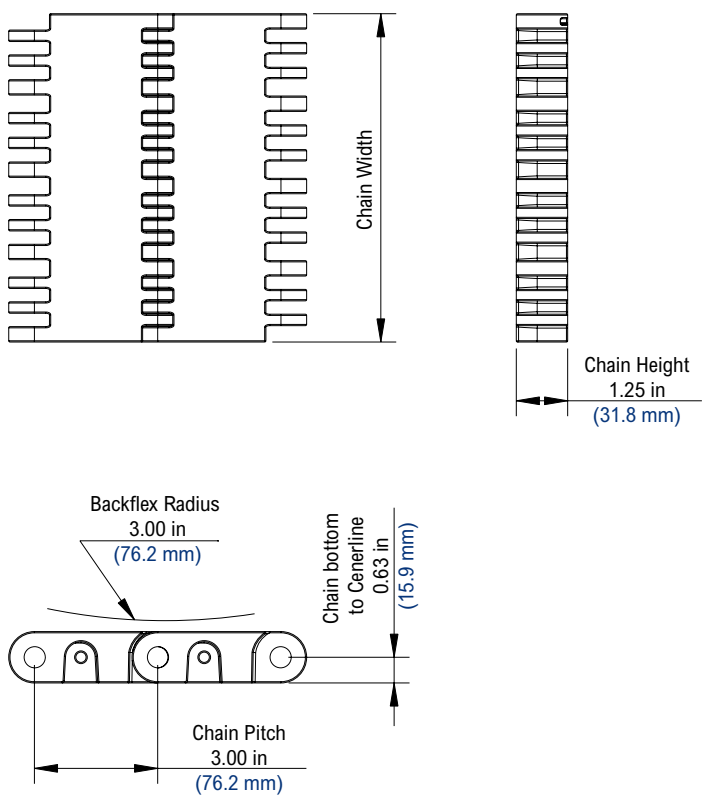 Chain Width
Chain Height
1.25 in
(31.8 mm)
Backflex Radius
3.00 in
(76.2 mm)
Chain bottom
to Cenerline
0.63 in
(15.9 mm)
Chain Pitch
3.00 in
(76.2 mm)